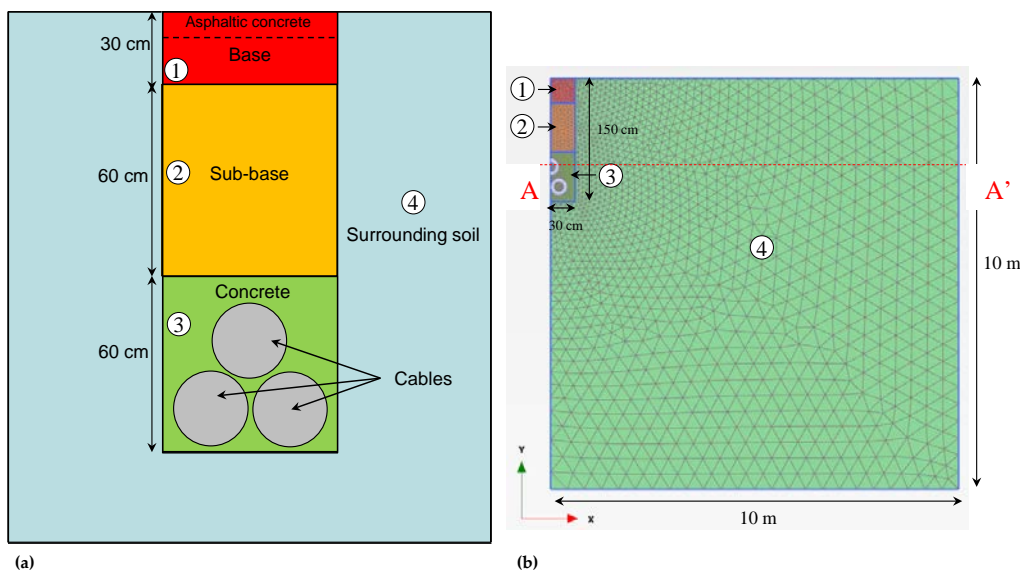 Asphaltic concrete
30 cm
Base
1
60 cm
2
Sub-base
4
Surrounding soil
Concrete
3
60 cm
Cables
(a)
1
2
150 cm
A
3
A'
30 cm
4
10 m
Y
X
10 m
(b)